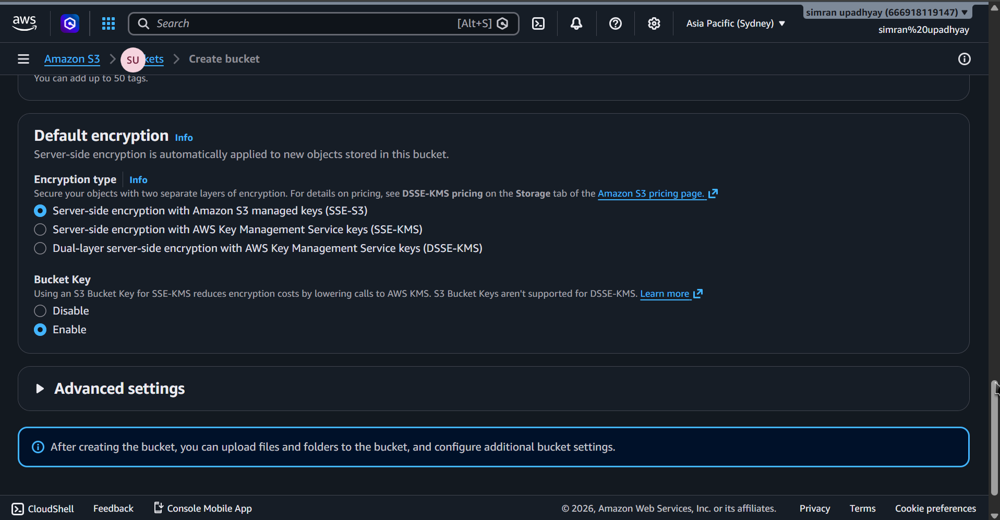 simran upadhyay (666918119147)
aws
Search
[Alt+S]
Asia Pacific (Sydney)
simran%20upadhyay
Amazon S3
SU
kets
Create bucket
You can add up to 50 tags.
Default encryption Info
Server-side encryption is automatically applied to new objects stored in this bucket.
Encryption type Info
Secure your objects with two separate layers of encryption. For details on pricing, see DSSE-KMS pricing on the Storage tab of the Amazon S3 pricing page.
Server-side encryption with Amazon S3 managed keys (SSE-S3)
Server-side encryption with AWS Key Management Service keys (SSE-KMS)
Dual-layer server-side encryption with AWS Key Management Service keys (DSSE-KMS)
Bucket Key
Using an S3 Bucket Key for SSE-KMS reduces encryption costs by lowering calls to AWS KMS. S3 Bucket Keys aren't supported for DSSE-KMS. Learn more
Disable
Enable
Advanced settings
After creating the bucket, you can upload files and folders to the bucket, and configure additional bucket settings.
CloudShell
Feedback
Console Mobile App
© 2026, Amazon Web Services, Inc. or its affiliates.
Privacy
Terms
Cookie preferences